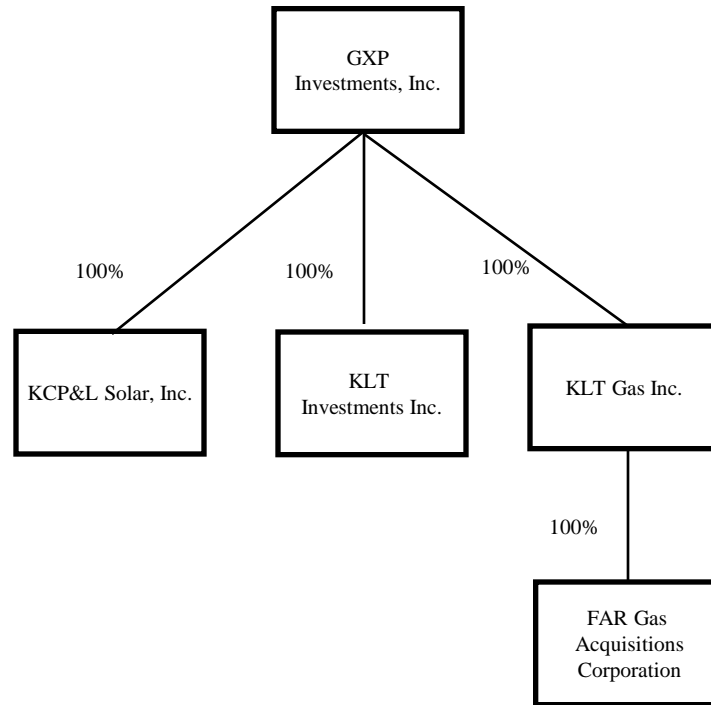 GXP
Investments, Inc.
100%
100%
100%
KCP&L Solar, Inc.
KLT
Investments Inc.
KLT Gas Inc.
100%
FAR Gas
Acquisitions
Corporation